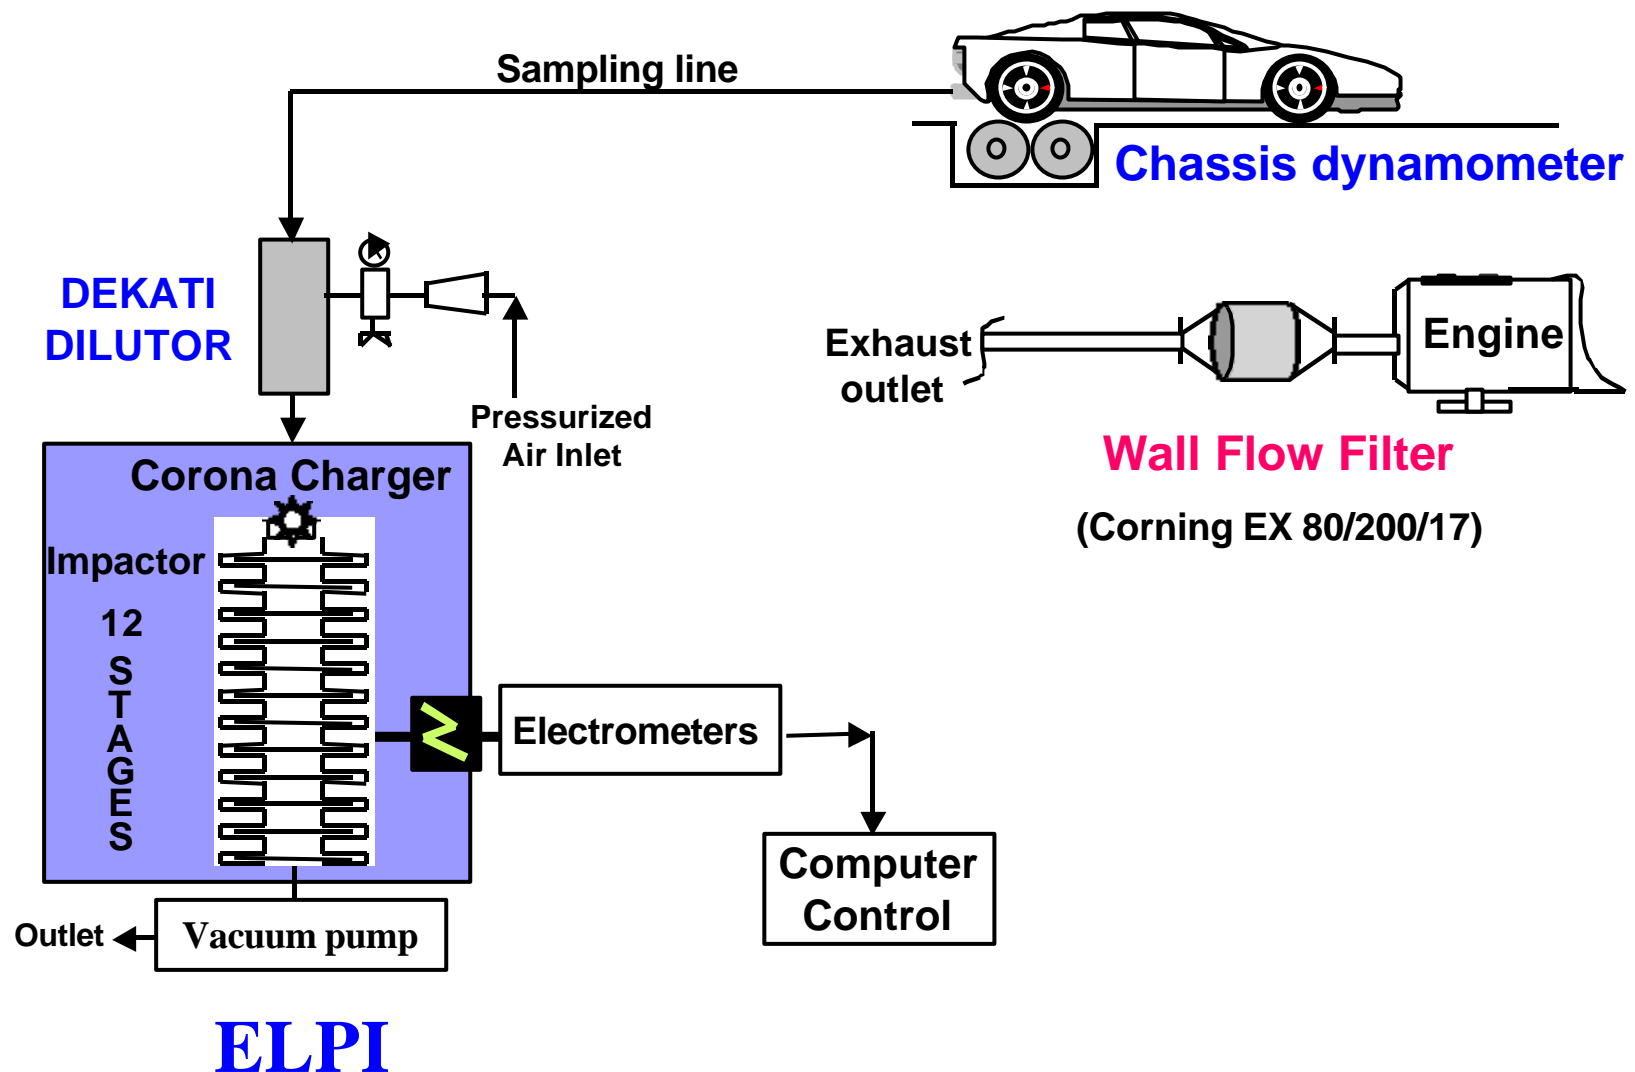 Sampling line
Chassis dynamometer
DEKATI
DILUTOR
Pressurized
Air Inlet
Exhaust
outlet
Engine
Wall Flow Filter
(Corning EX 80/200/17)
Corona Charger
Impactor
12
S
T
A
G
E
S
Electrometers
Computer
Control
Outlet
Vacuum pump
ELPI